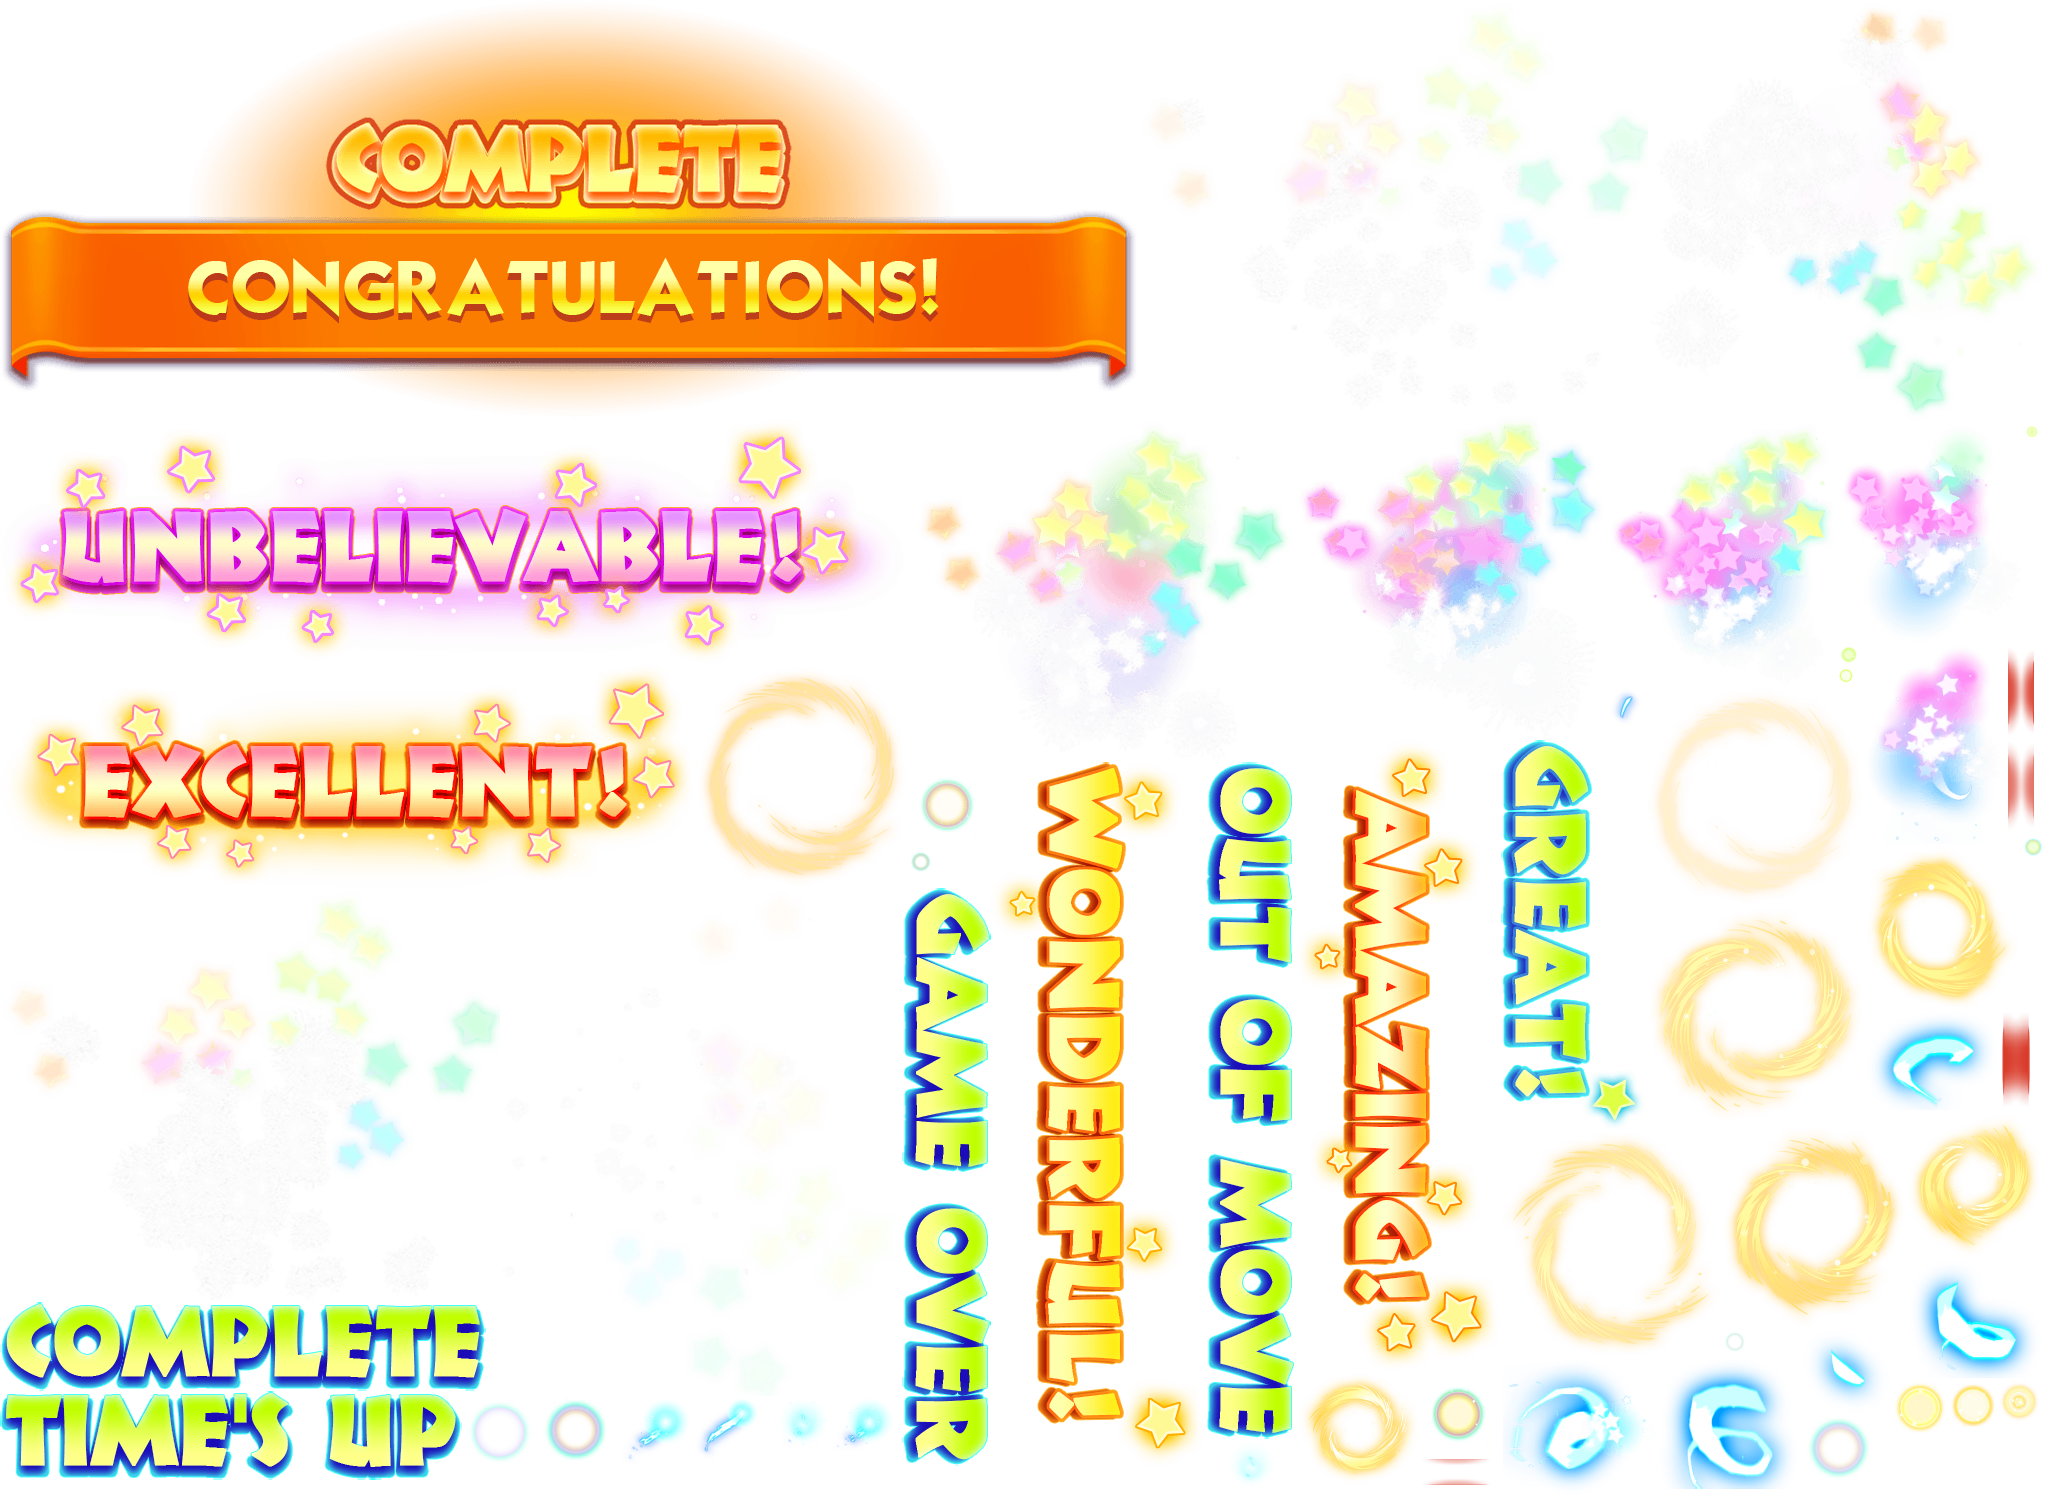 COMPLETE
CONGRATULATIONS!
UNBELIEVABLE!
EXCELLENT!
GAME OVER
WONDERFUL!
OUT OF MOVE
AMAZING!
GREAT!
COMPLETE
TIME'S UP